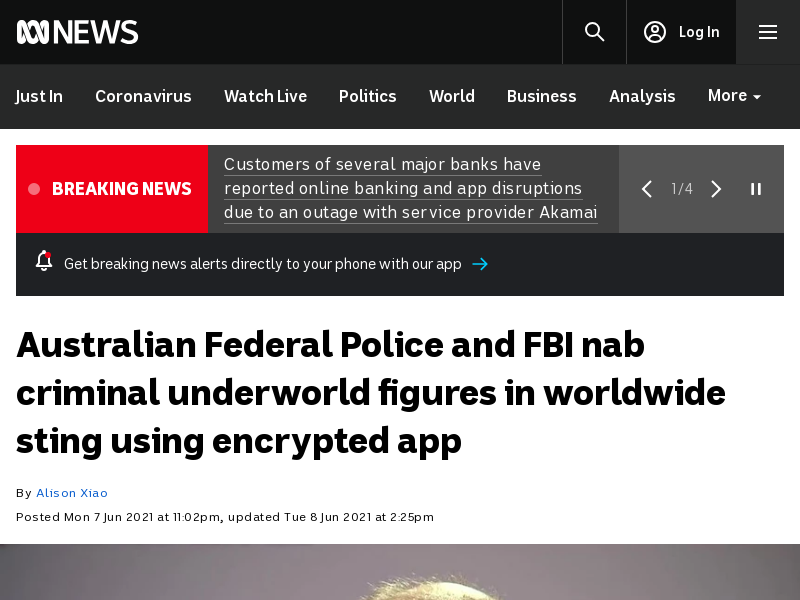 NEWS
Log In
Just In
Coronavirus
Watch Live
Politics
World
Business
Analysis
More
BREAKING NEWS
Customers of several major banks have
reported online banking and app disruptions
due to an outage with service provider Akamai
1/4
Get breaking news alerts directly to your phone with our app
Australian Federal Police and FBI nab
criminal underworld figures in worldwide
sting using encrypted app
By Alison Xiao
Posted Mon 7 Jun 2021 at 11:02pm, updated Tue 8 Jun 2021 at 2:25pm